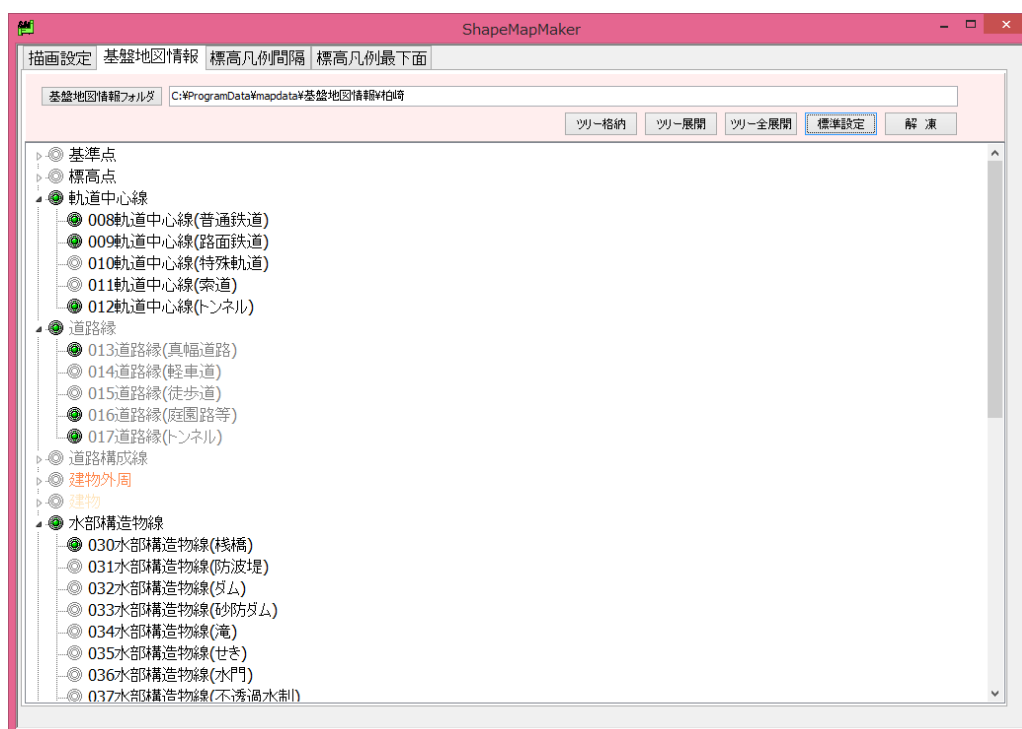 ShapeMapMaker
描画設定 基盤地図情報 標高凡例間隔 標高凡例最下面
基盤地図情報フォルダ C:¥ProgramData¥mapdata¥基盤地図情報¥柏崎
ツリー格納 ツリー展開 ツリー全展開 標準設定 解 凍
基準点
標高点
軌道中心線
008軌道中心線(普通鉄道)
009軌道中心線(路面鉄道)
010軌道中心線(特殊軌道)
011軌道中心線(索道)
012軌道中心線(トンネル)
道路縁
013道路縁(真幅道路)
014道路縁(軽車道)
015道路縁(徒歩道)
016道路縁(庭園路等)
017道路縁(トンネル)
道路構成線
建物外周
建物
水部構造物線
030水部構造物線(桟橋)
031水部構造物線(防波堤)
032水部構造物線(ダム)
033水部構造物線(砂防ダム)
034水部構造物線(滝)
035水部構造物線(せき)
036水部構造物線(水門)
037水部構造物線(不透過水制)